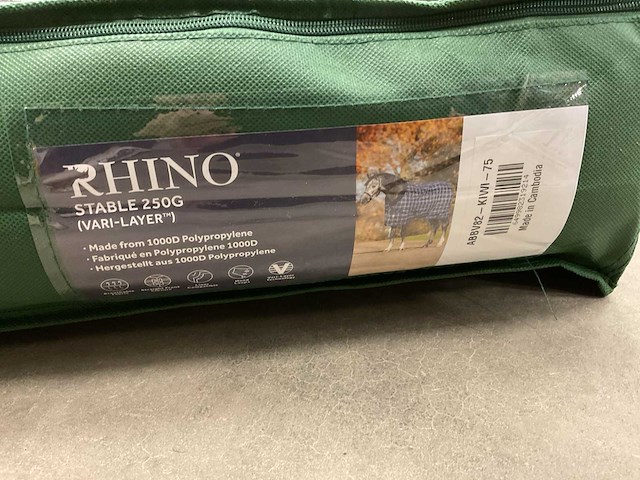 RHINO®
STABLE 250G
(VARI-LAYER™)
· Made from 1000D Polypropylene
· Fabriqué en Polypropylene 1000D
· Hergestellt aus 1000D Polypropylene
ABBV82-KIWI-75
Made in Cambodia